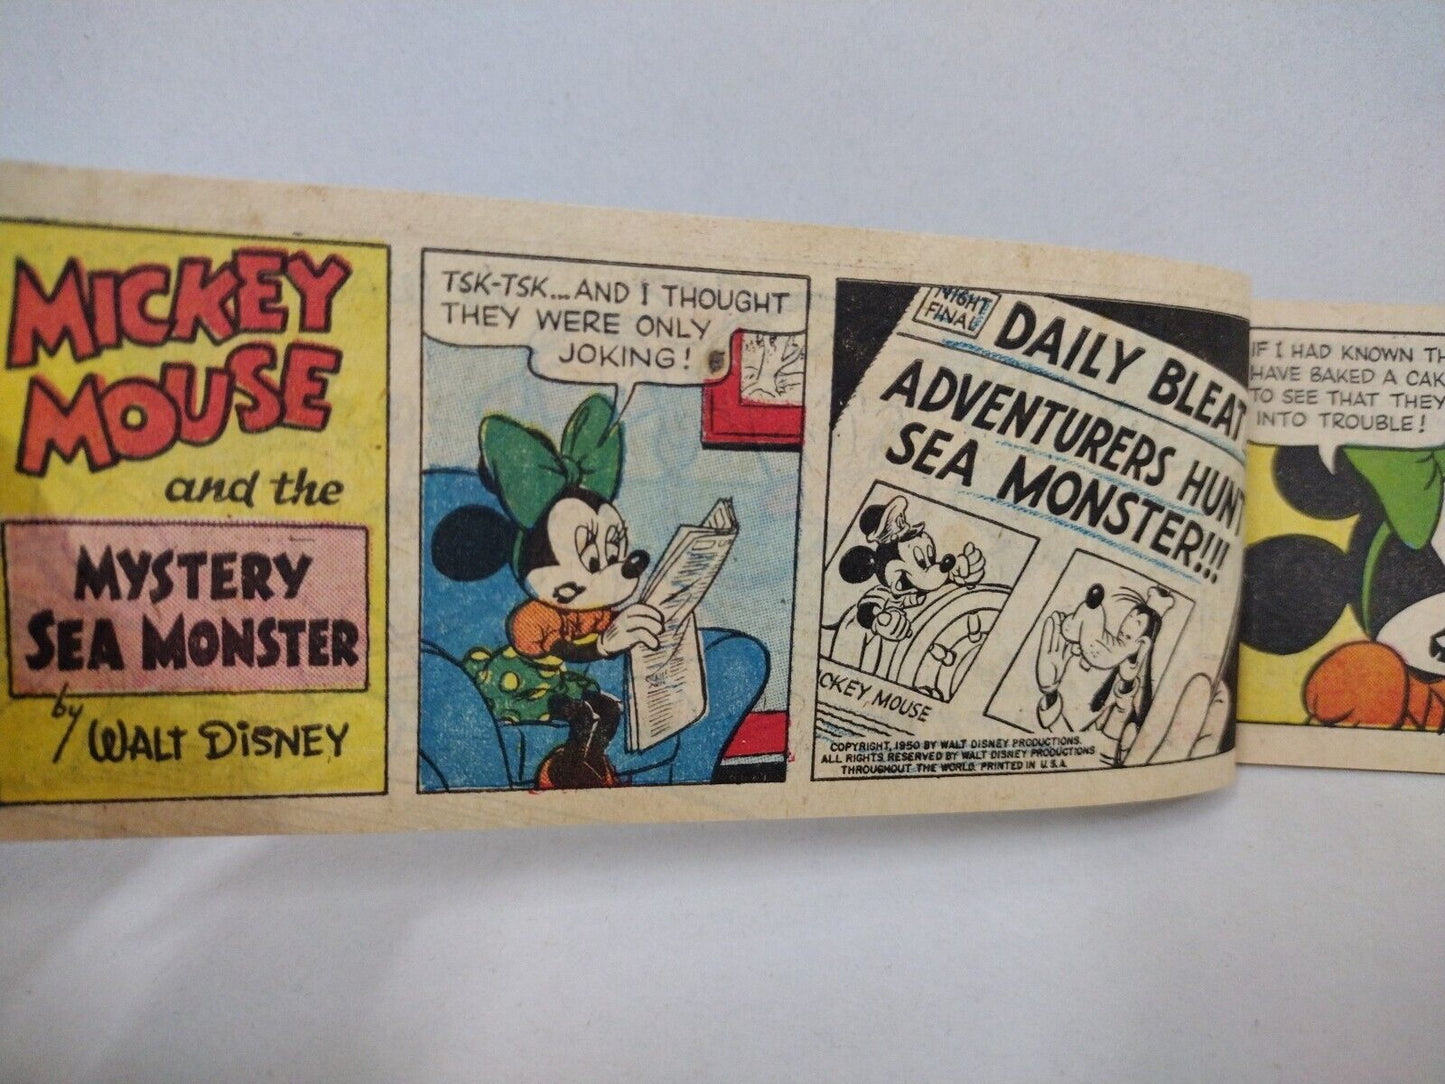 MICKEY
MOUSE
and the
MYSTERY
SEA MONSTER
by
WALT DISNEY
TSK-TSK...AND I THOUGHT
THEY WERE ONLY
JOKING!
NIGHT
FINAL
DAILY BLEAT
ADVENTURERS HUNT
SEA MONSTER!!!
CKEY MOUSE
COPYRIGHT, 1950 BY WALT DISNEY PRODUCTIONS.
ALL RIGHTS RESERVED BY WALT DISNEY PRODUCTIONS
THROUGHOUT THE WORLD. PRINTED IN U.S.A.
IF I HAD KNOWN TH
HAVE BAKED A CAK
TO SEE THAT THEY
INTO TROUBLE!